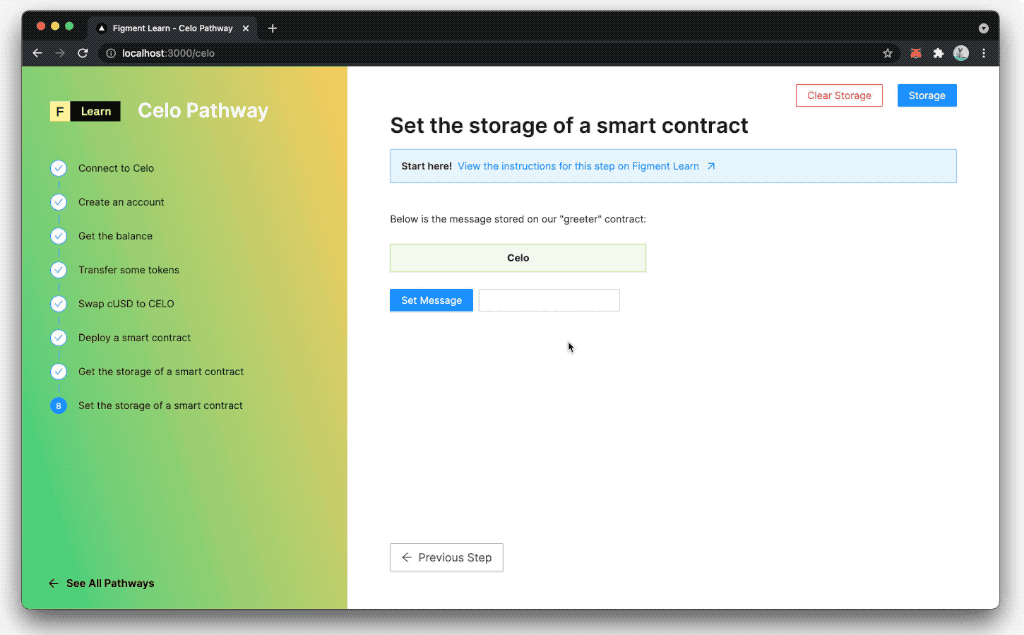 Figment Learn - Celo Pathway
localhost:3000/celo
F Learn
Celo Pathway
Connect to Celo
Create an account
Get the balance
Transfer some tokens
Swap cUSD to CELO
Deploy a smart contract
Get the storage of a smart contract
8 Set the storage of a smart contract
See All Pathways
Clear Storage
Storage
Set the storage of a smart contract
Start here! View the instructions for this step on Figment Learn
Below is the message stored on our "greeter" contract:
Celo
Set Message
Previous Step